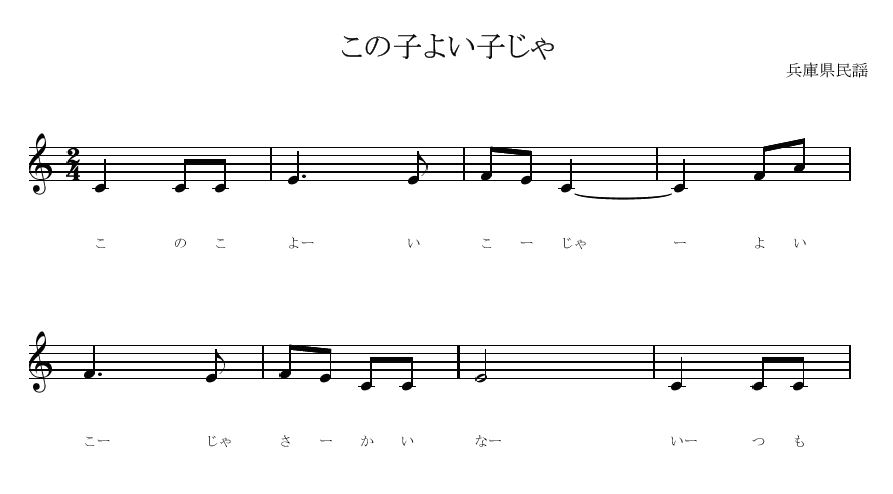 この子よい子じゃ
兵庫県民謡
2
4
こ の こ よー い こ ー じゃ ー よ い
こー じゃ さ ー か い なー いー つ も